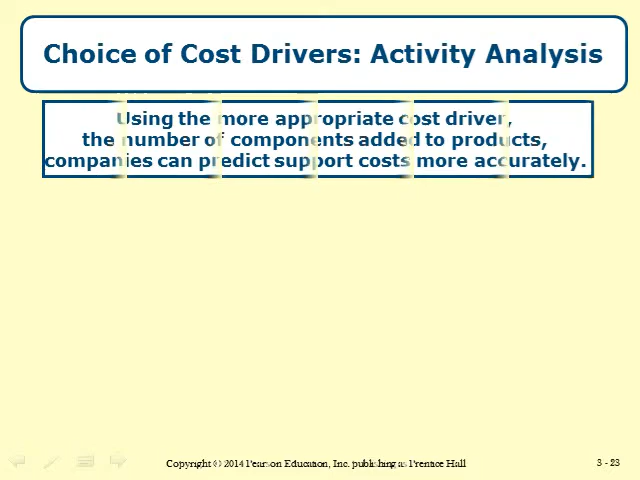 Choice of Cost Drivers: Activity Analysis
Using the more appropriate cost driver,
the number of components added to products,
companies can predict support costs more accurately.
Copyright © 2014 Pearson Education, Inc. publishing as Prentice Hall
3 - 23